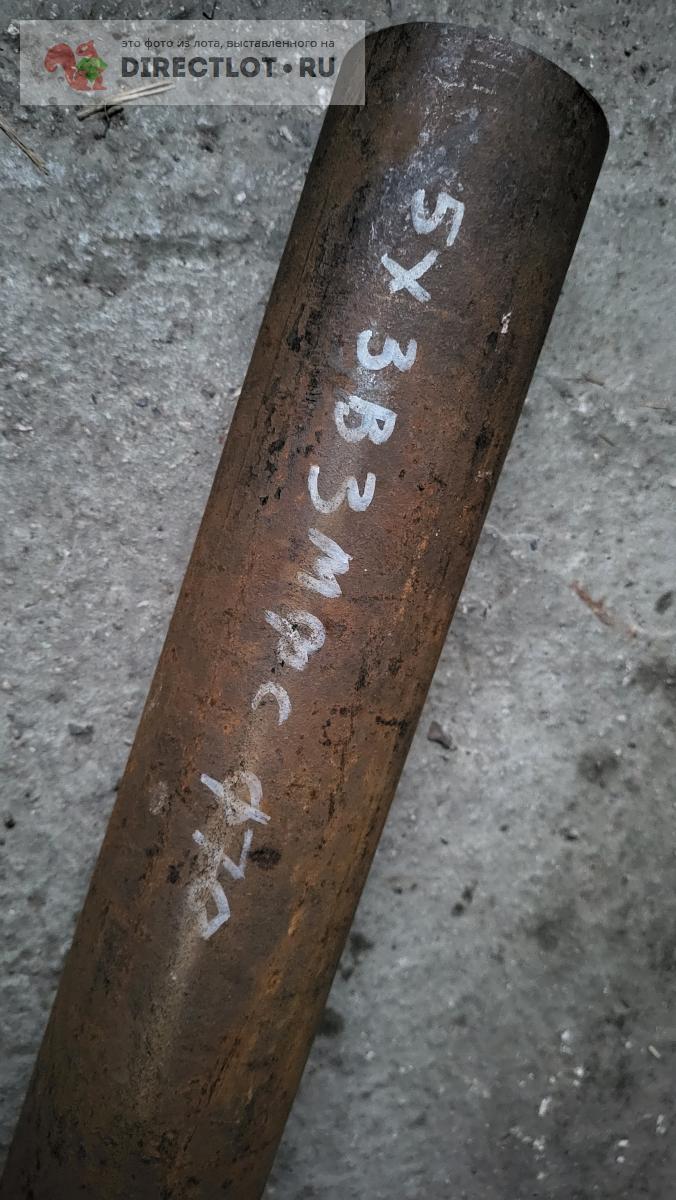 это фото из лота, выставленного на
DIRECTLOT.RU
5Х3В3МФС ф70